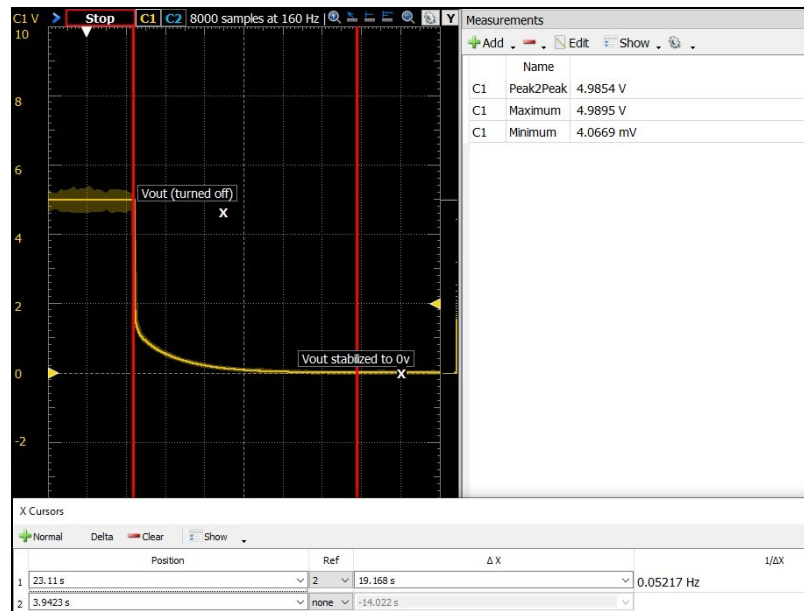 C1 V Stop C1 C2 8000 samples at 160 Hz Y
10
8
6
4
2
0
-2
Vout (turned off)
X
Vout stabilized to 0v
X
Measurements
Add Edit Show
Name
C1 Peak2Peak 4.9854 V
C1 Maximum 4.9895 V
C1 Minimum 4.0669 mV
X Cursors
Normal Delta Clear Show
Position Ref Δ X 1/ΔX
1 23.11 s 2 19.168 s 0.05217 Hz
2 3.9423 s none -14.022 s